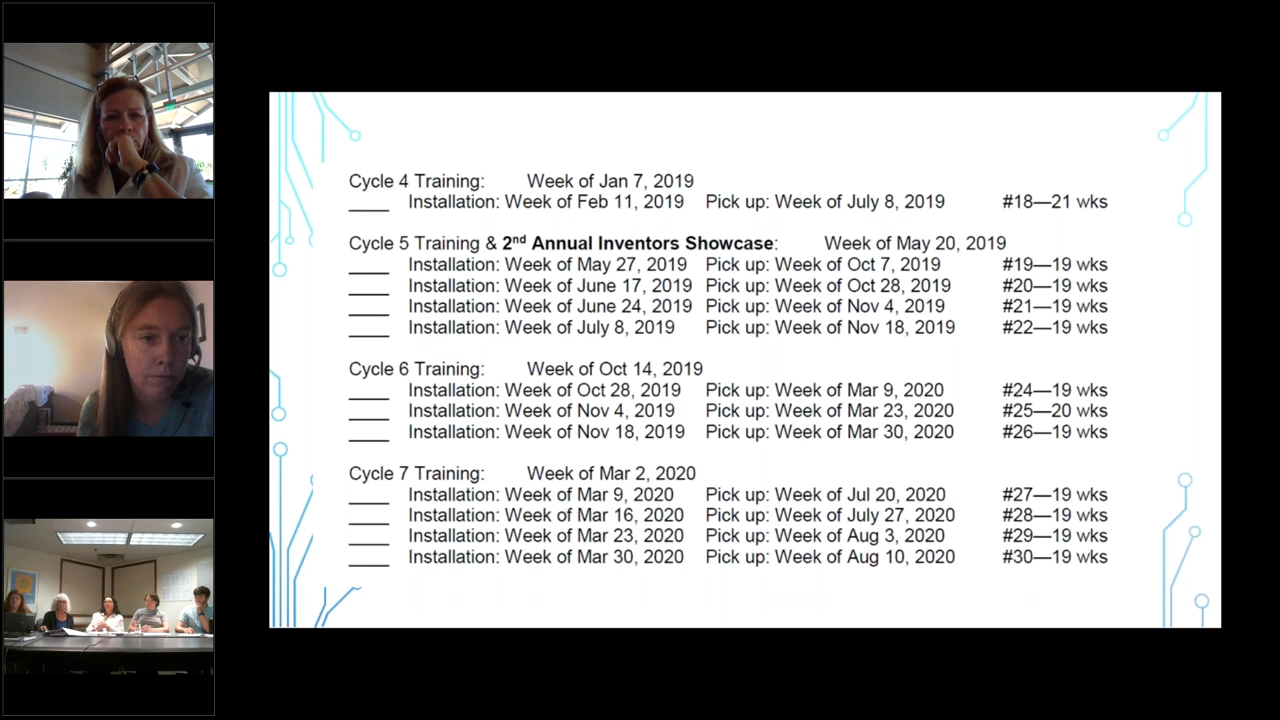 Cycle 4 Training: Week of Jan 7, 2019
____ Installation: Week of Feb 11, 2019 Pick up: Week of July 8, 2019 #18—21 wks
Cycle 5 Training & 2nd Annual Inventors Showcase: Week of May 20, 2019
____ Installation: Week of May 27, 2019 Pick up: Week of Oct 7, 2019 #19—19 wks
____ Installation: Week of June 17, 2019 Pick up: Week of Oct 28, 2019 #20—19 wks
____ Installation: Week of June 24, 2019 Pick up: Week of Nov 4, 2019 #21—19 wks
____ Installation: Week of July 8, 2019 Pick up: Week of Nov 18, 2019 #22—19 wks
Cycle 6 Training: Week of Oct 14, 2019
____ Installation: Week of Oct 28, 2019 Pick up: Week of Mar 9, 2020 #24—19 wks
____ Installation: Week of Nov 4, 2019 Pick up: Week of Mar 23, 2020 #25—20 wks
____ Installation: Week of Nov 18, 2019 Pick up: Week of Mar 30, 2020 #26—19 wks
Cycle 7 Training: Week of Mar 2, 2020
____ Installation: Week of Mar 9, 2020 Pick up: Week of Jul 20, 2020 #27—19 wks
____ Installation: Week of Mar 16, 2020 Pick up: Week of July 27, 2020 #28—19 wks
____ Installation: Week of Mar 23, 2020 Pick up: Week of Aug 3, 2020 #29—19 wks
____ Installation: Week of Mar 30, 2020 Pick up: Week of Aug 10, 2020 #30—19 wks